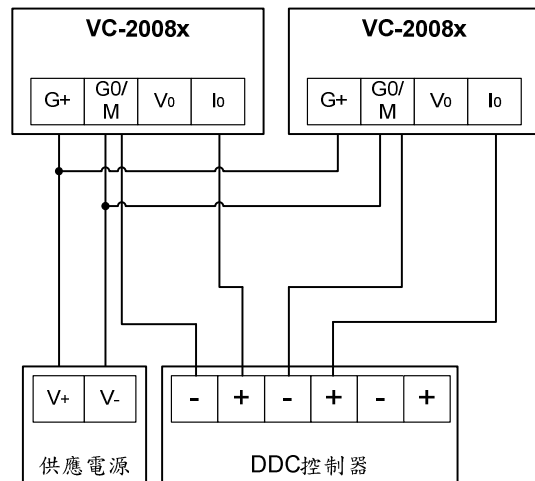 VC-2008x
G+ G0/M V0 I0
VC-2008x
G+ G0/M V0 I0
V+ V-
供應電源
- + - + - +
DDC控制器